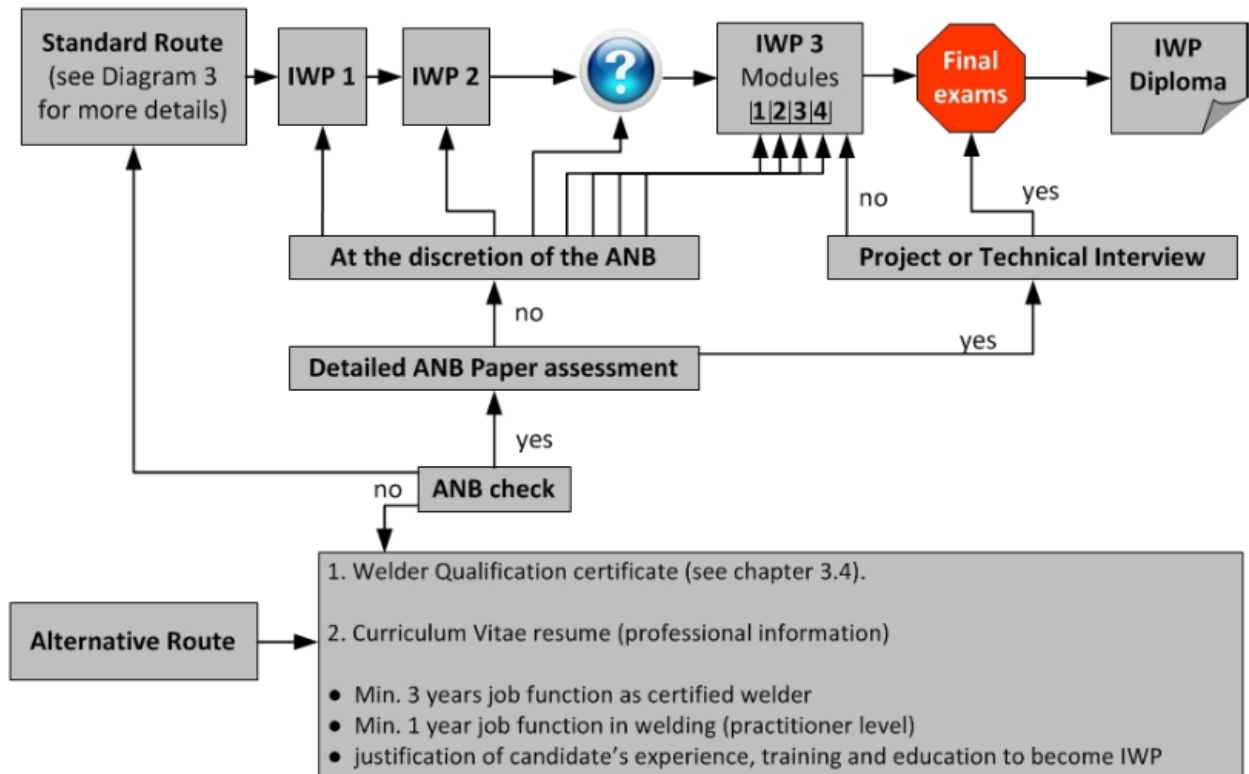 Standard Route
(see Diagram 3
for more details)
IWP 1
IWP 2
?
IWP 3
Modules
1 2 3 4
Final
exams
IWP
Diploma
no
yes
At the discretion of the ANB
Project or Technical Interview
no
yes
Detailed ANB Paper assessment
yes
no
ANB check
1. Welder Qualification certificate (see chapter 3.4).
Alternative Route
2. Curriculum Vitae resume (professional information)
● Min. 3 years job function as certified welder
● Min. 1 year job function in welding (practitioner level)
● justification of candidate's experience, training and education to become IWP